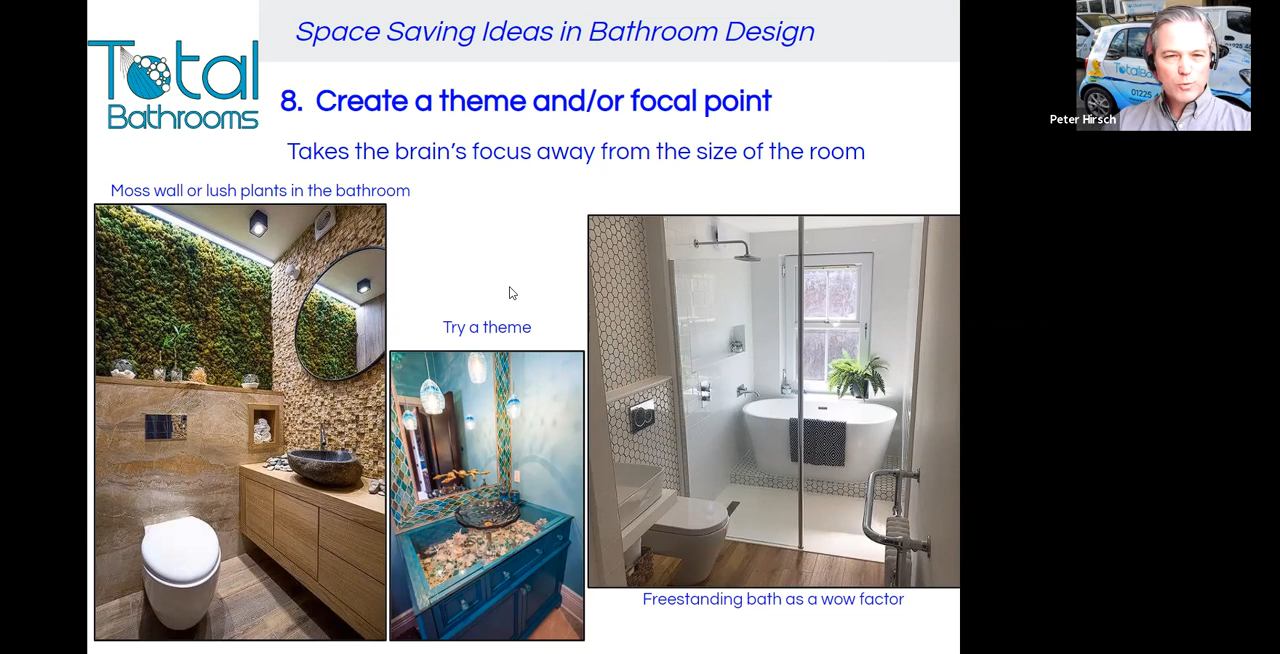 Space Saving Ideas in Bathroom Design
Total
Bathrooms
8. Create a theme and/or focal point
Takes the brain's focus away from the size of the room
Moss wall or lush plants in the bathroom
Try a theme
Freestanding bath as a wow factor
01225
Peter Hirsch